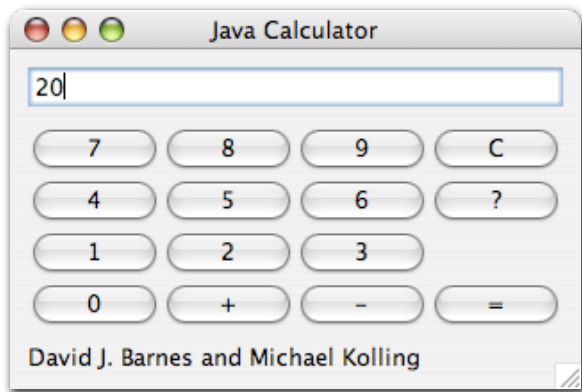 Java Calculator
20
7 8 9 C
4 5 6 ?
1 2 3
0 + - =
David J. Barnes and Michael Kolling